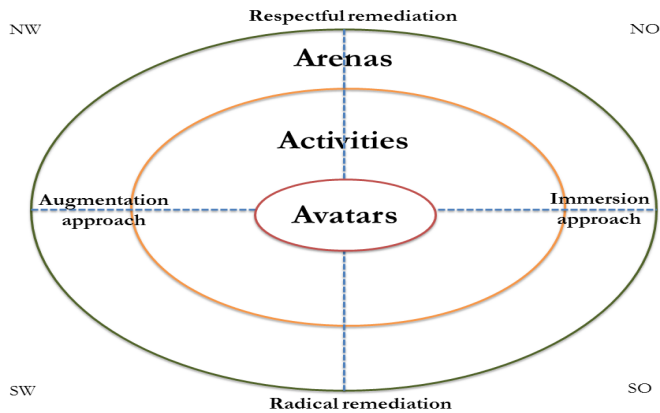 Respectful remediation
NW
NO
Arenas
Activities
Augmentation
approach
Avatars
Immersion
approach
SW
SO
Radical remediation